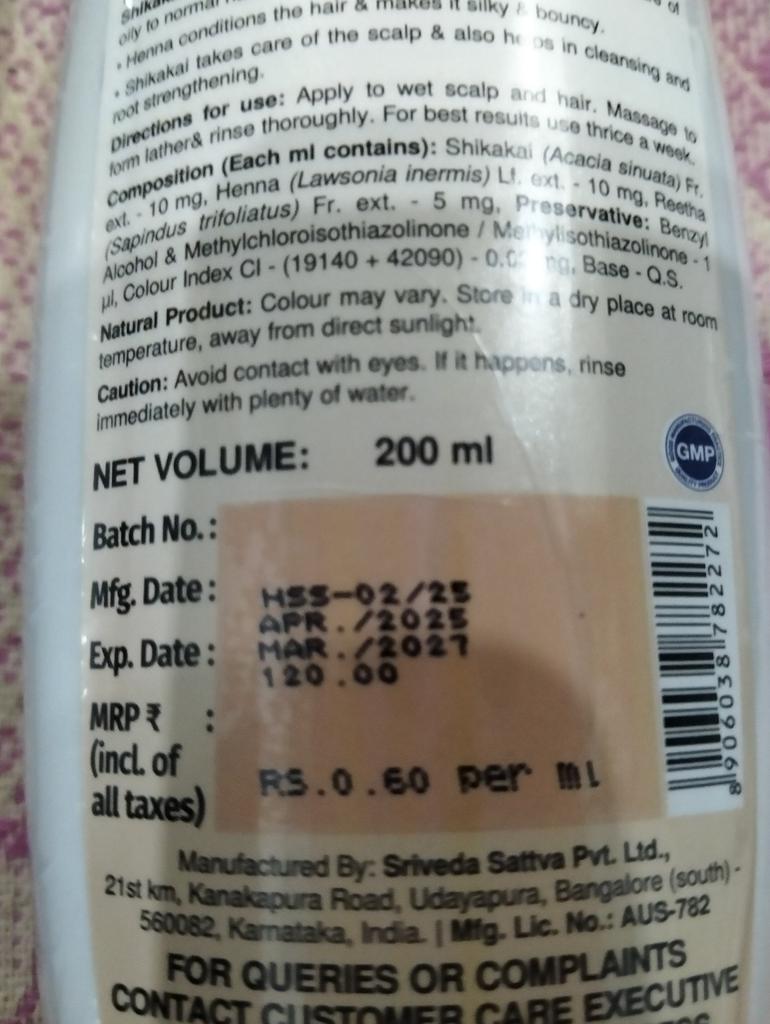 oily to normal
• Henna conditions the hair & makes it silky & bouncy.
• Shikakai takes care of the scalp & also helps in cleansing and
root strengthening.
Directions for use: Apply to wet scalp and hair. Massage to
form lather& rinse thoroughly. For best results use thrice a week.
Composition (Each ml contains): Shikakai (Acacia sinuata) Fr.
ext. - 10 mg, Henna (Lawsonia inermis) Lf. ext. - 10 mg, Reetha
(Sapindus trifoliatus) Fr. ext. - 5 mg, Preservative: Benzyl
Alcohol & Methylchloroisothiazolinone / Methylisothiazolinone - 1
µl, Colour Index CI - (19140 + 42090) - mg, Base - Q.S.
Natural Product: Colour may vary. Store in a dry place at room
temperature, away from direct sunlight.
Caution: Avoid contact with eyes. If it happens, rinse
immediately with plenty of water.
NET VOLUME: 200 ml
GMP
Batch No. :
Mfg. Date : HSS-02/25
APR./2025
Exp. Date : MAR./2027
120.00
MRP ₹ :
(incl. of
all taxes) RS.0.60 per ml
8906038782272
Manufactured By: Sriveda Sattva Pvt. Ltd.,
21st km, Kanakapura Road, Udayapura, Bangalore (south) -
560082, Karnataka, India. | Mfg. Lic. No.: AUS-782
FOR QUERIES OR COMPLAINTS
CONTACT CUSTOMER CARE EXECUTIVE